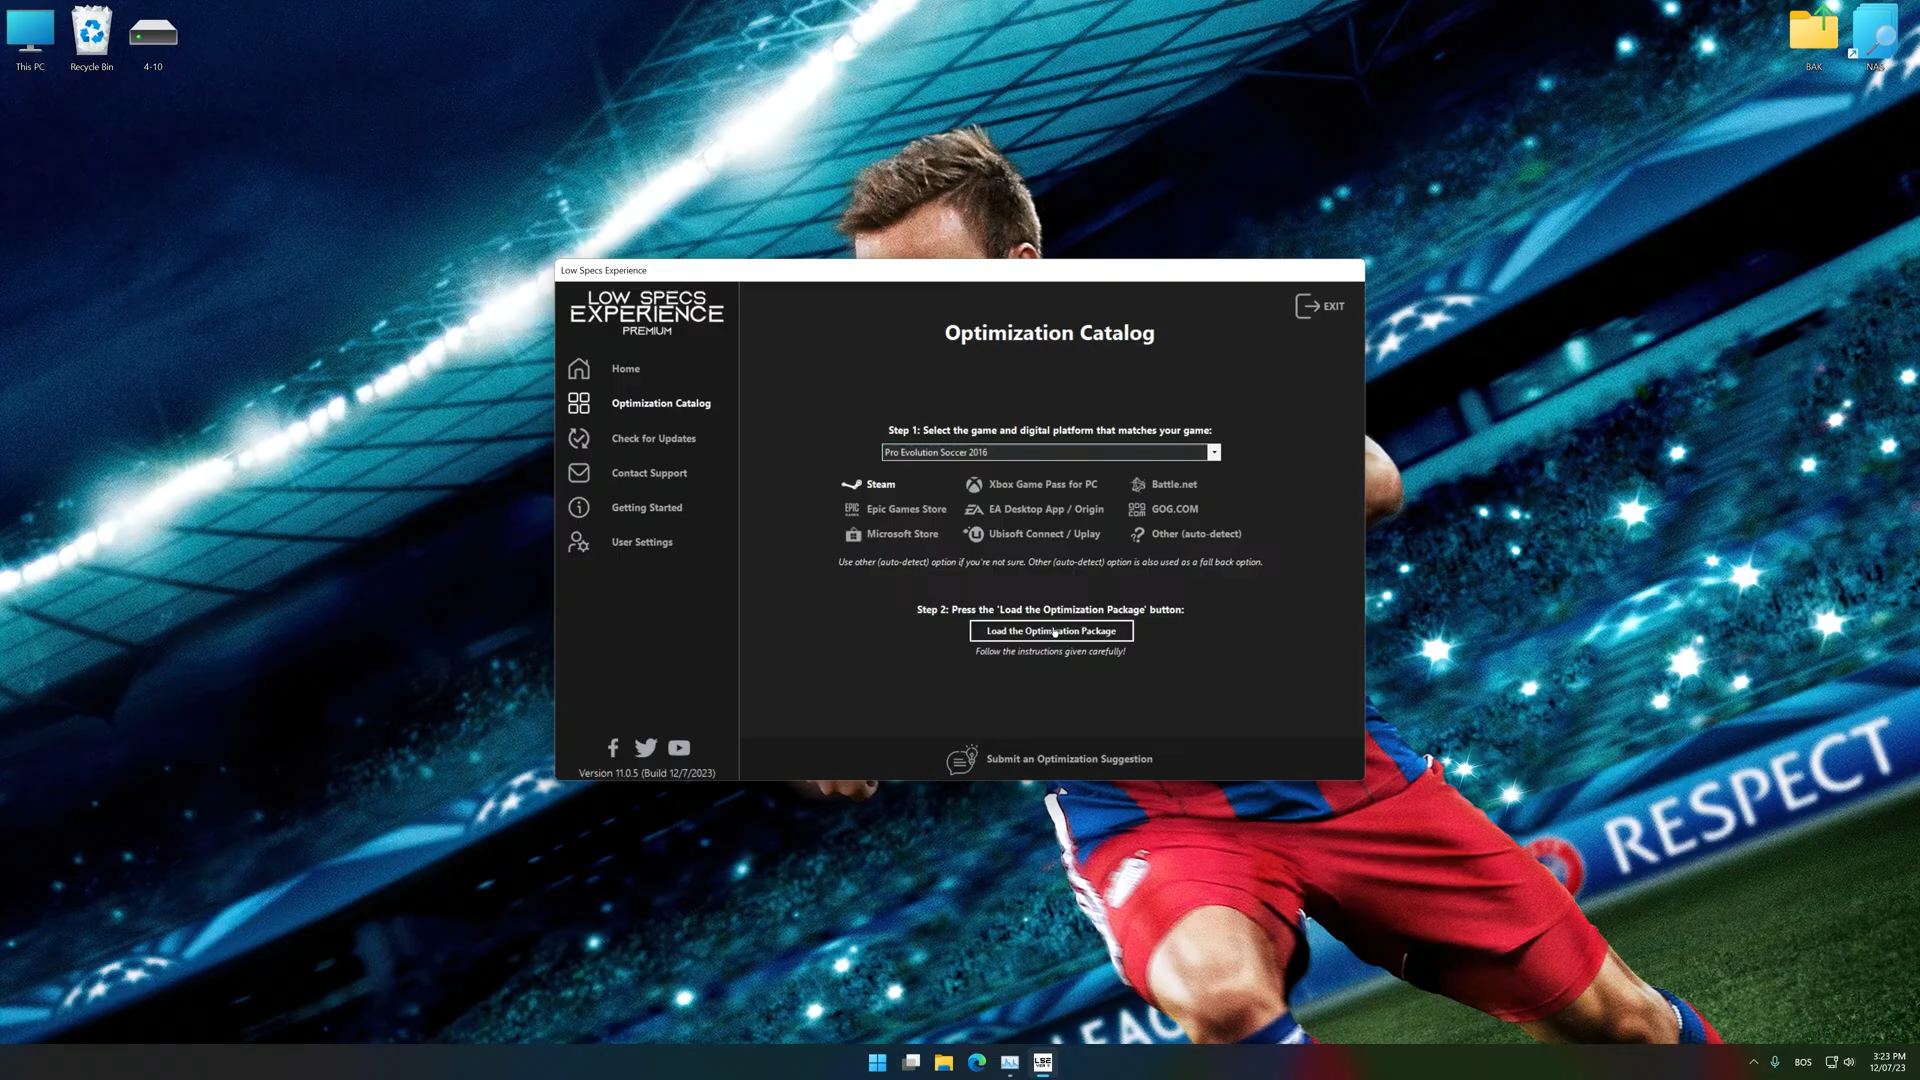 This PC
Recycle Bin
4-10
BAK
Low Specs Experience
LOW SPECS
EXPERIENCE
PREMIUM
EXIT
Optimization Catalog
Home
Optimization Catalog
Check for Updates
Contact Support
Getting Started
User Settings
Step 1: Select the game and digital platform that matches your game:
Pro Evolution Soccer 2016
Steam
Xbox Game Pass for PC
Battle.net
EPIC GAMES
Epic Games Store
EA Desktop App / Origin
GOG COM
GOG.COM
Microsoft Store
Ubisoft Connect / Uplay
Other (auto-detect)
Use other (auto-detect) option if you're not sure. Other (auto-detect) option is also used as a fall back option.
Step 2: Press the 'Load the Optimization Package' button:
Load the Optimization Package
Follow the instructions given carefully!
Version 11.0.5 (Build 12/7/2023)
Submit an Optimization Suggestion
RESPECT
LEAG
LSE
BOS
3:23 PM
12/07/23